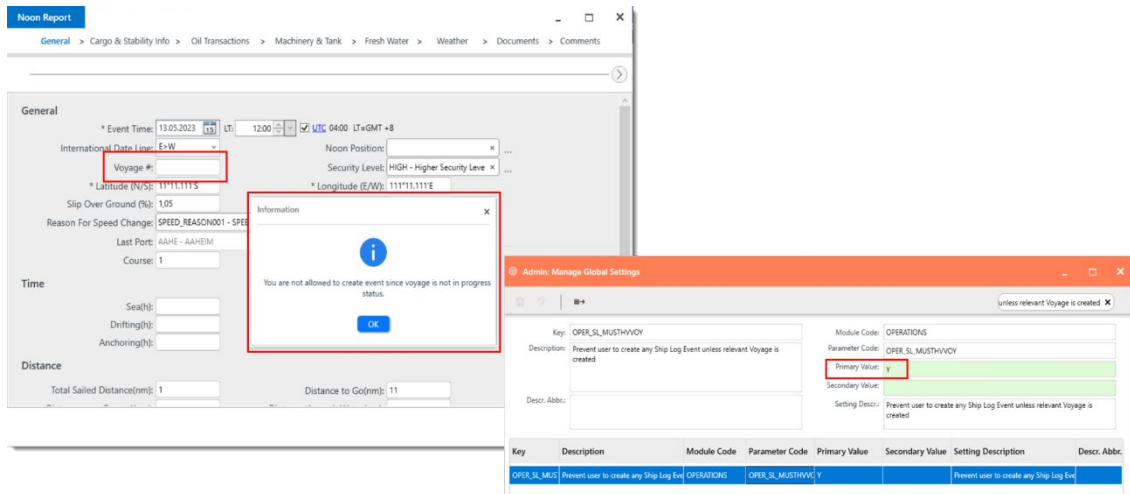 Noon Report
General > Cargo & Stability Info > Oil Transactions > Machinery & Tank > Fresh Water > Weather > Documents > Comments
General
* Event Time: 13.05.2023 15 LT: 12:00 UTC 04:00 LT=GMT +8
International Date Line: E>W Noon Position:
Voyage #: Security Level: HIGH - Higher Security Leve
* Latitude (N/S): 11°11.111'S * Longitude (E/W): 111°11.111'E
Slip Over Ground (%): 1,05
Reason For Speed Change: SPEED_REASON001 - SPEE
Last Port: AAHE - AAHEIM
Course: 1
Information
You are not allowed to create event since voyage is not in progress
status.
OK
Time
Sea(h):
Drifting(h):
Anchoring(h):
Distance
Total Sailed Distance(nm): 1 Distance to Go(nm): 11
Admin: Manage Global Settings
unless relevant Voyage is created
Key: OPER_SL_MUSTHVVOY
Description: Prevent user to create any Ship Log Event unless relevant Voyage is
created
Descr. Abbr.:
Module Code: OPERATIONS
Parameter Code: OPER_SL_MUSTHVVOY
Primary Value: Y
Secondary Value:
Setting Descr.: Prevent user to create any Ship Log Event unless relevant Voyage is
created
Key Description Module Code Parameter Code Primary Value Secondary Value Setting Description Descr. Abbr.
OPER_SL_MUS Prevent user to create any Ship Log Eve OPERATIONS OPER_SL_MUSTHVVC Y Prevent user to create any Ship Log Eve